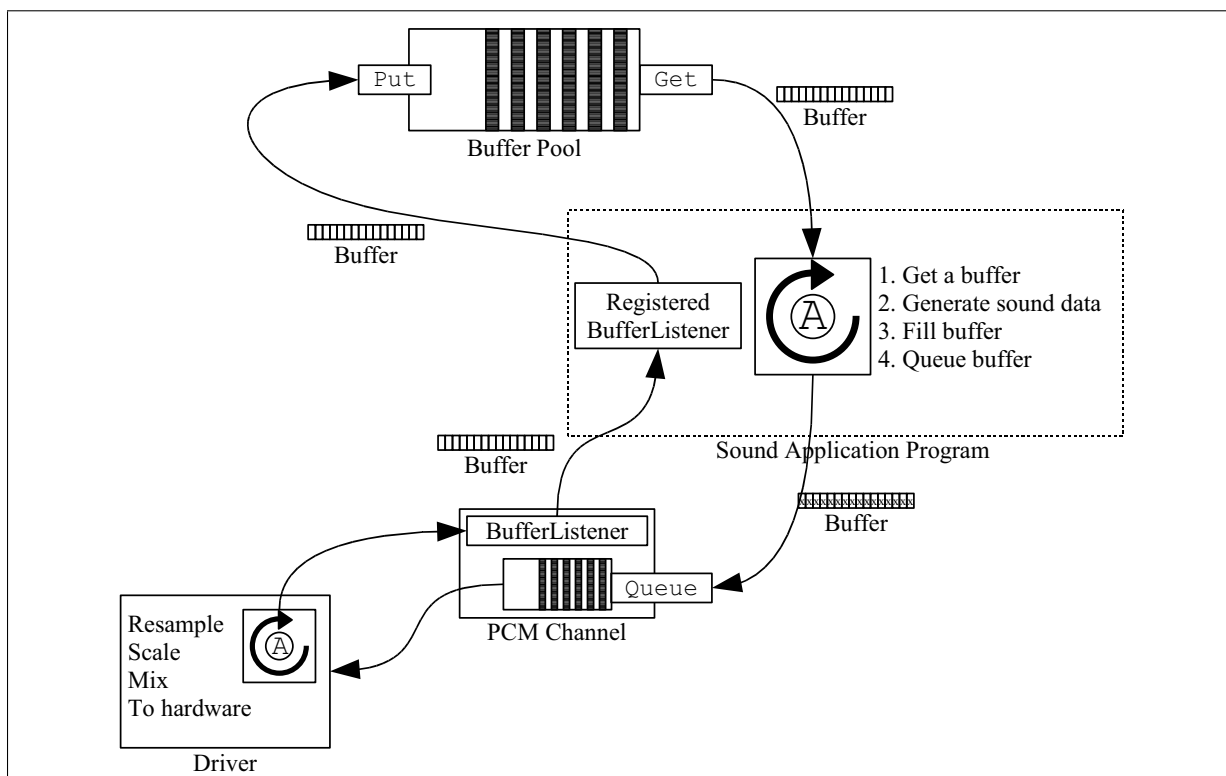 Put
Get
Buffer Pool
Buffer
Buffer
Registered
BufferListener
A
1. Get a buffer
2. Generate sound data
3. Fill buffer
4. Queue buffer
Sound Application Program
Buffer
Buffer
BufferListener
Queue
PCM Channel
Resample
Scale
Mix
To hardware
A
Driver